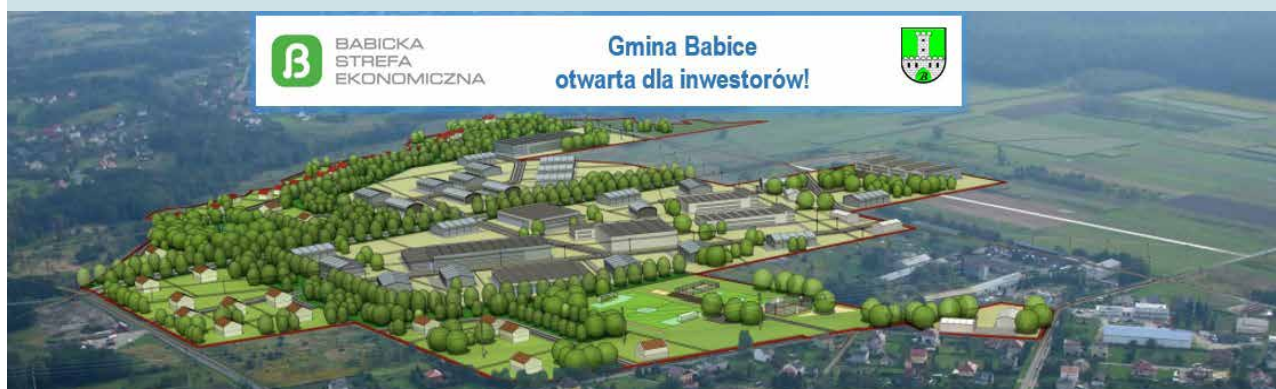 BABICKA
STREFA
EKONOMICZNA
Gmina Babice
otwarta dla inwestorów!